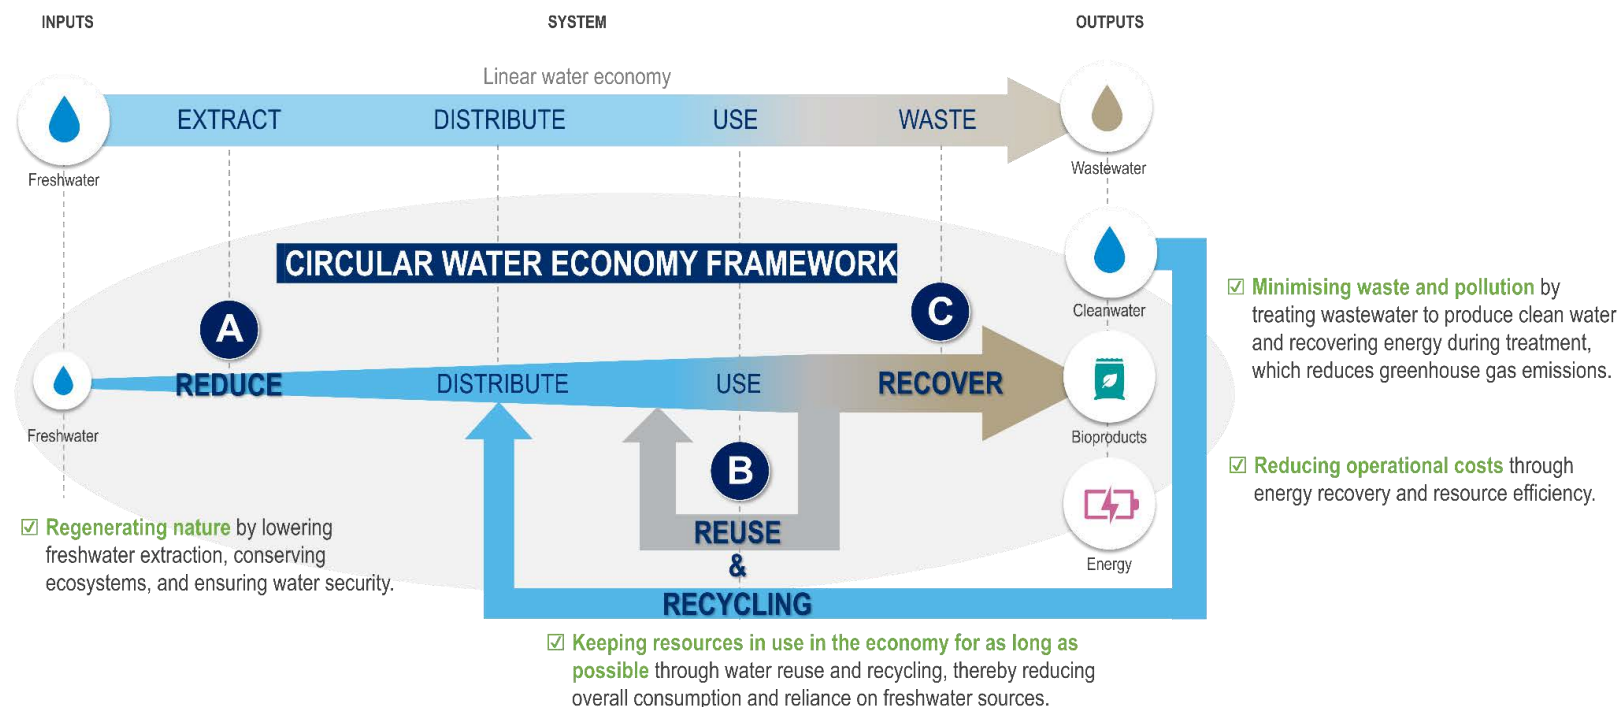 INPUTS
SYSTEM
OUTPUTS
Linear water economy
EXTRACT
DISTRIBUTE
USE
WASTE
Freshwater
Wastewater
CIRCULAR WATER ECONOMY FRAMEWORK
A
C
Cleanwater
REDUCE
DISTRIBUTE
USE
RECOVER
Freshwater
Bioproducts
B
REUSE
&
RECYCLING
Energy
☑ Minimising waste and pollution by
treating wastewater to produce clean water
and recovering energy during treatment,
which reduces greenhouse gas emissions.
☑ Reducing operational costs through
energy recovery and resource efficiency.
☑ Regenerating nature by lowering
freshwater extraction, conserving
ecosystems, and ensuring water security.
☑ Keeping resources in use in the economy for as long as
possible through water reuse and recycling, thereby reducing
overall consumption and reliance on freshwater sources.